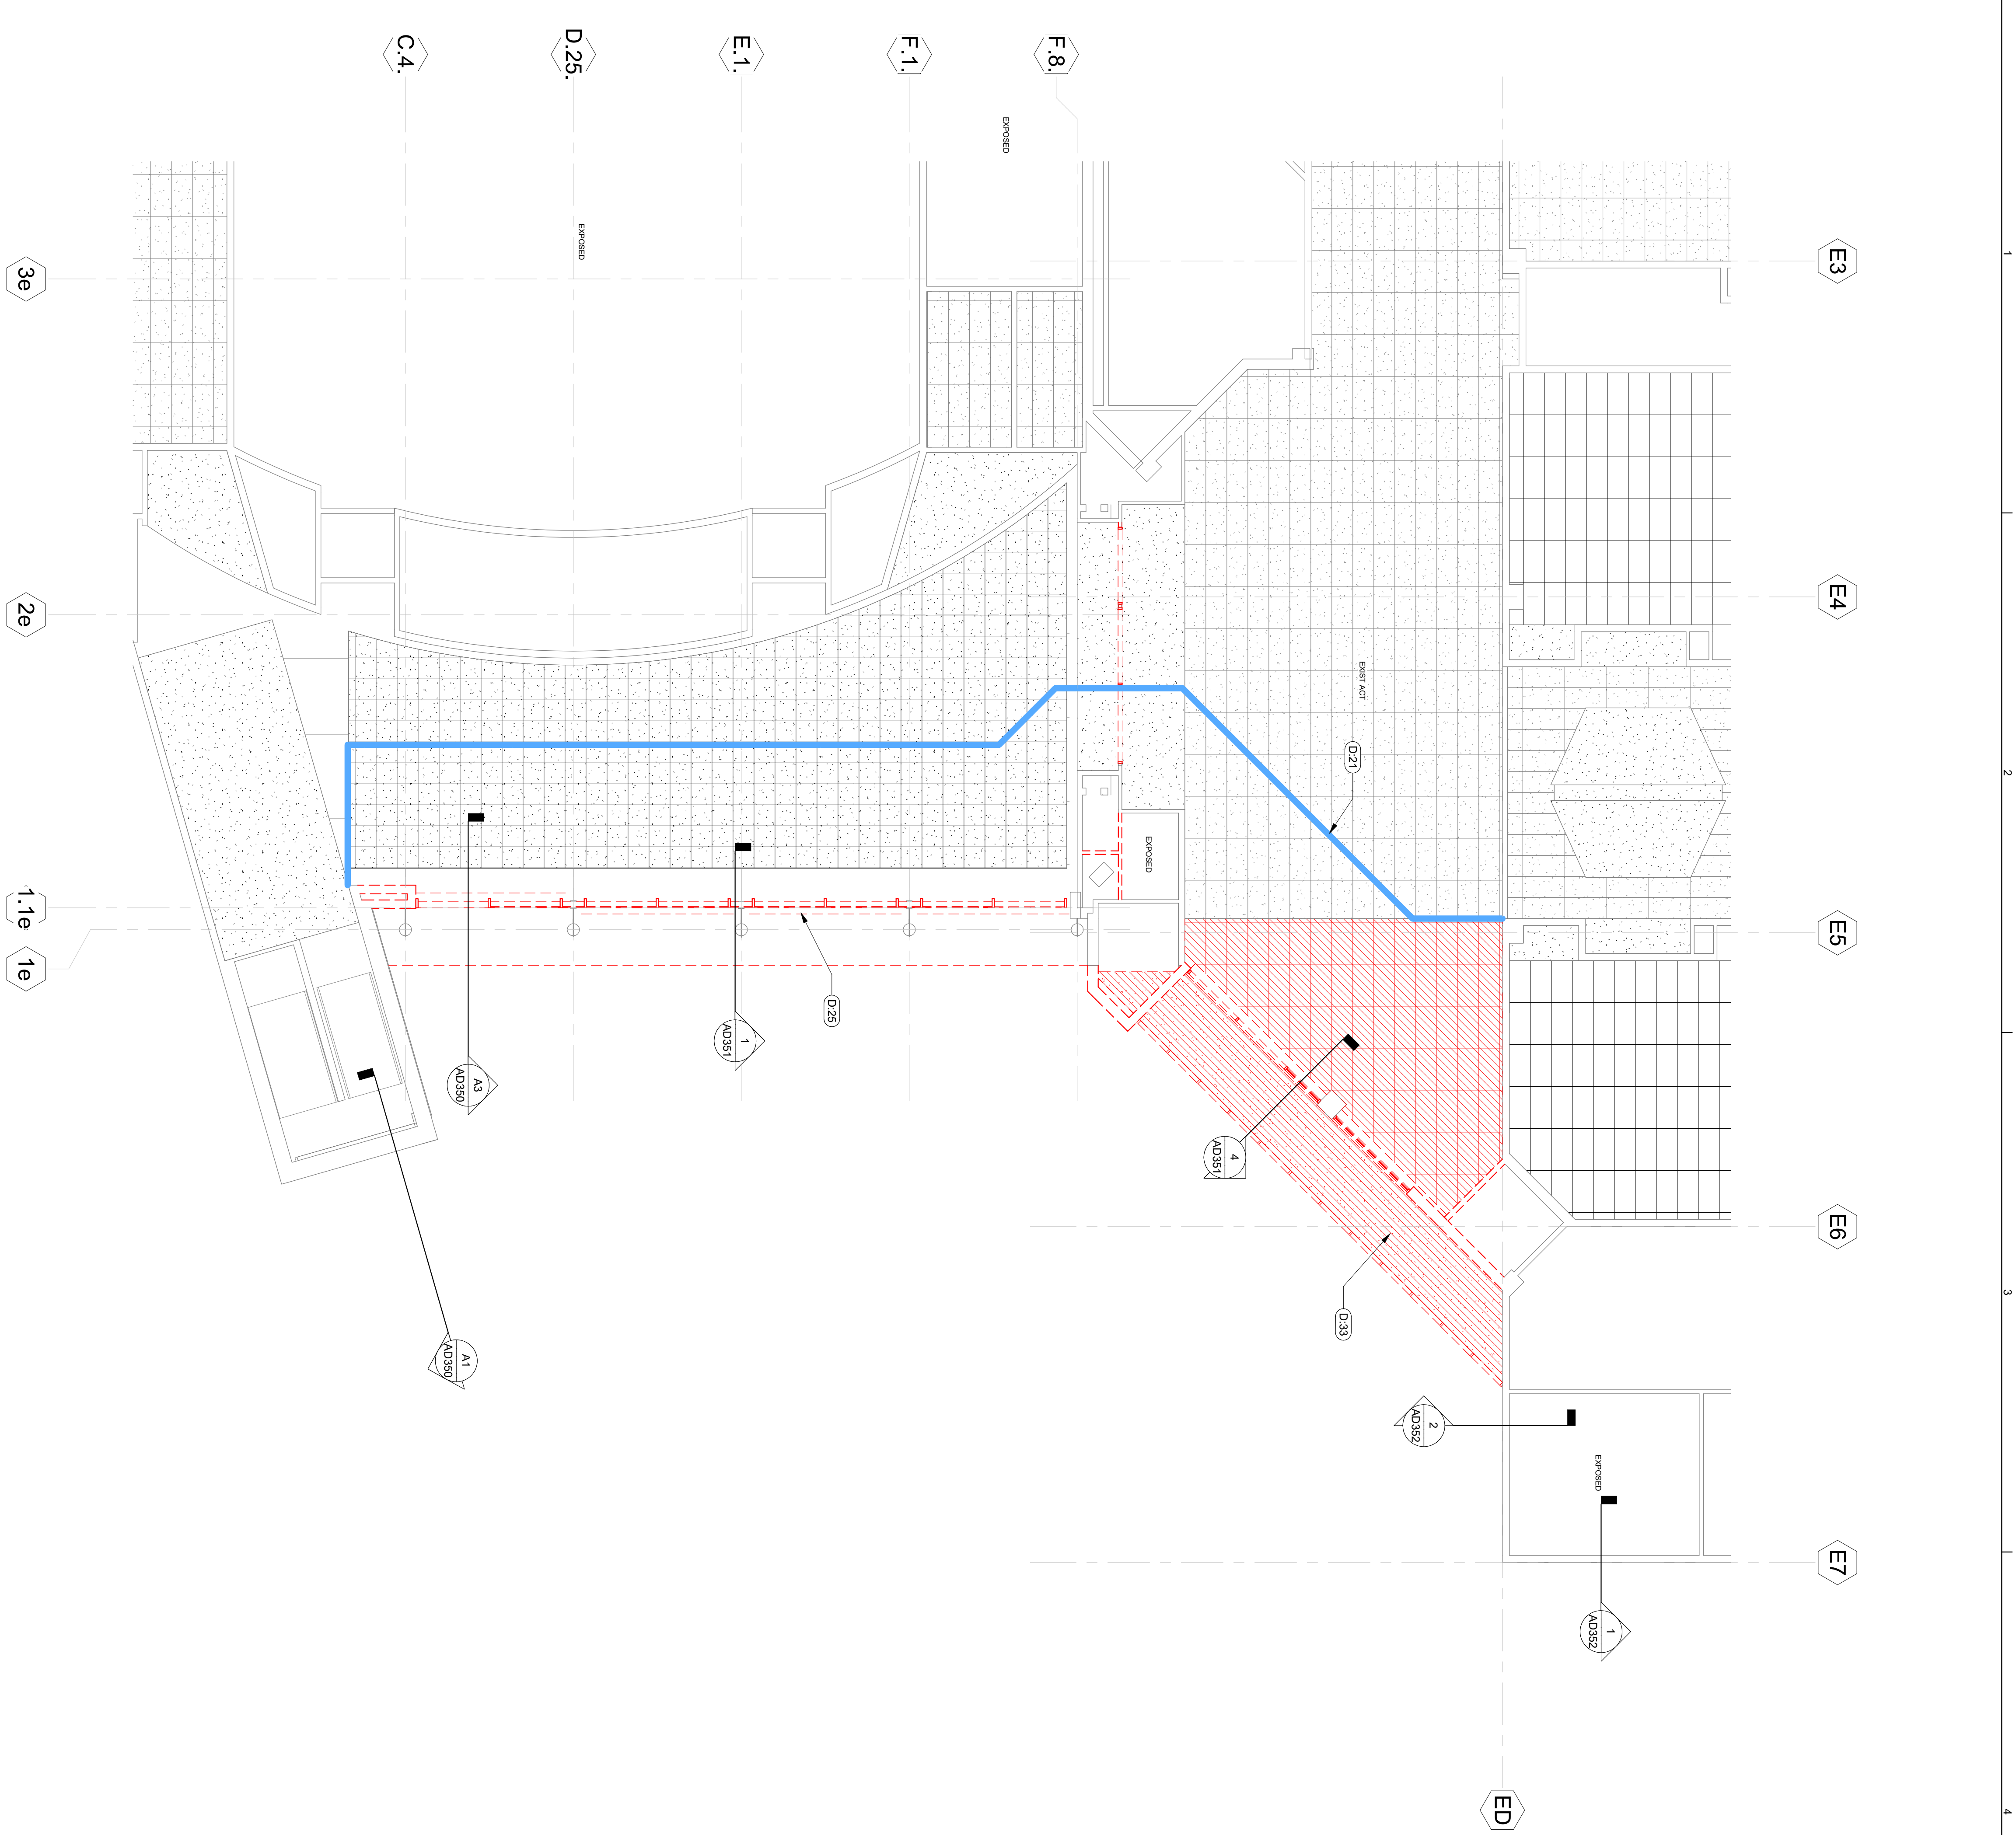 1
2
3
4
E3
E4
E5
E6
E7
ED
C.4.
D.25.
E.1.
F.1.
F.8.
3e
2e
1.1e
1e
EXPOSED
EXPOSED
EXIST ACT
EXPOSED
EXPOSED
D:21
D:25
D:33
1
AD351
A3
AD350
A1
AD350
4
AD351
2
AD352
1
AD352